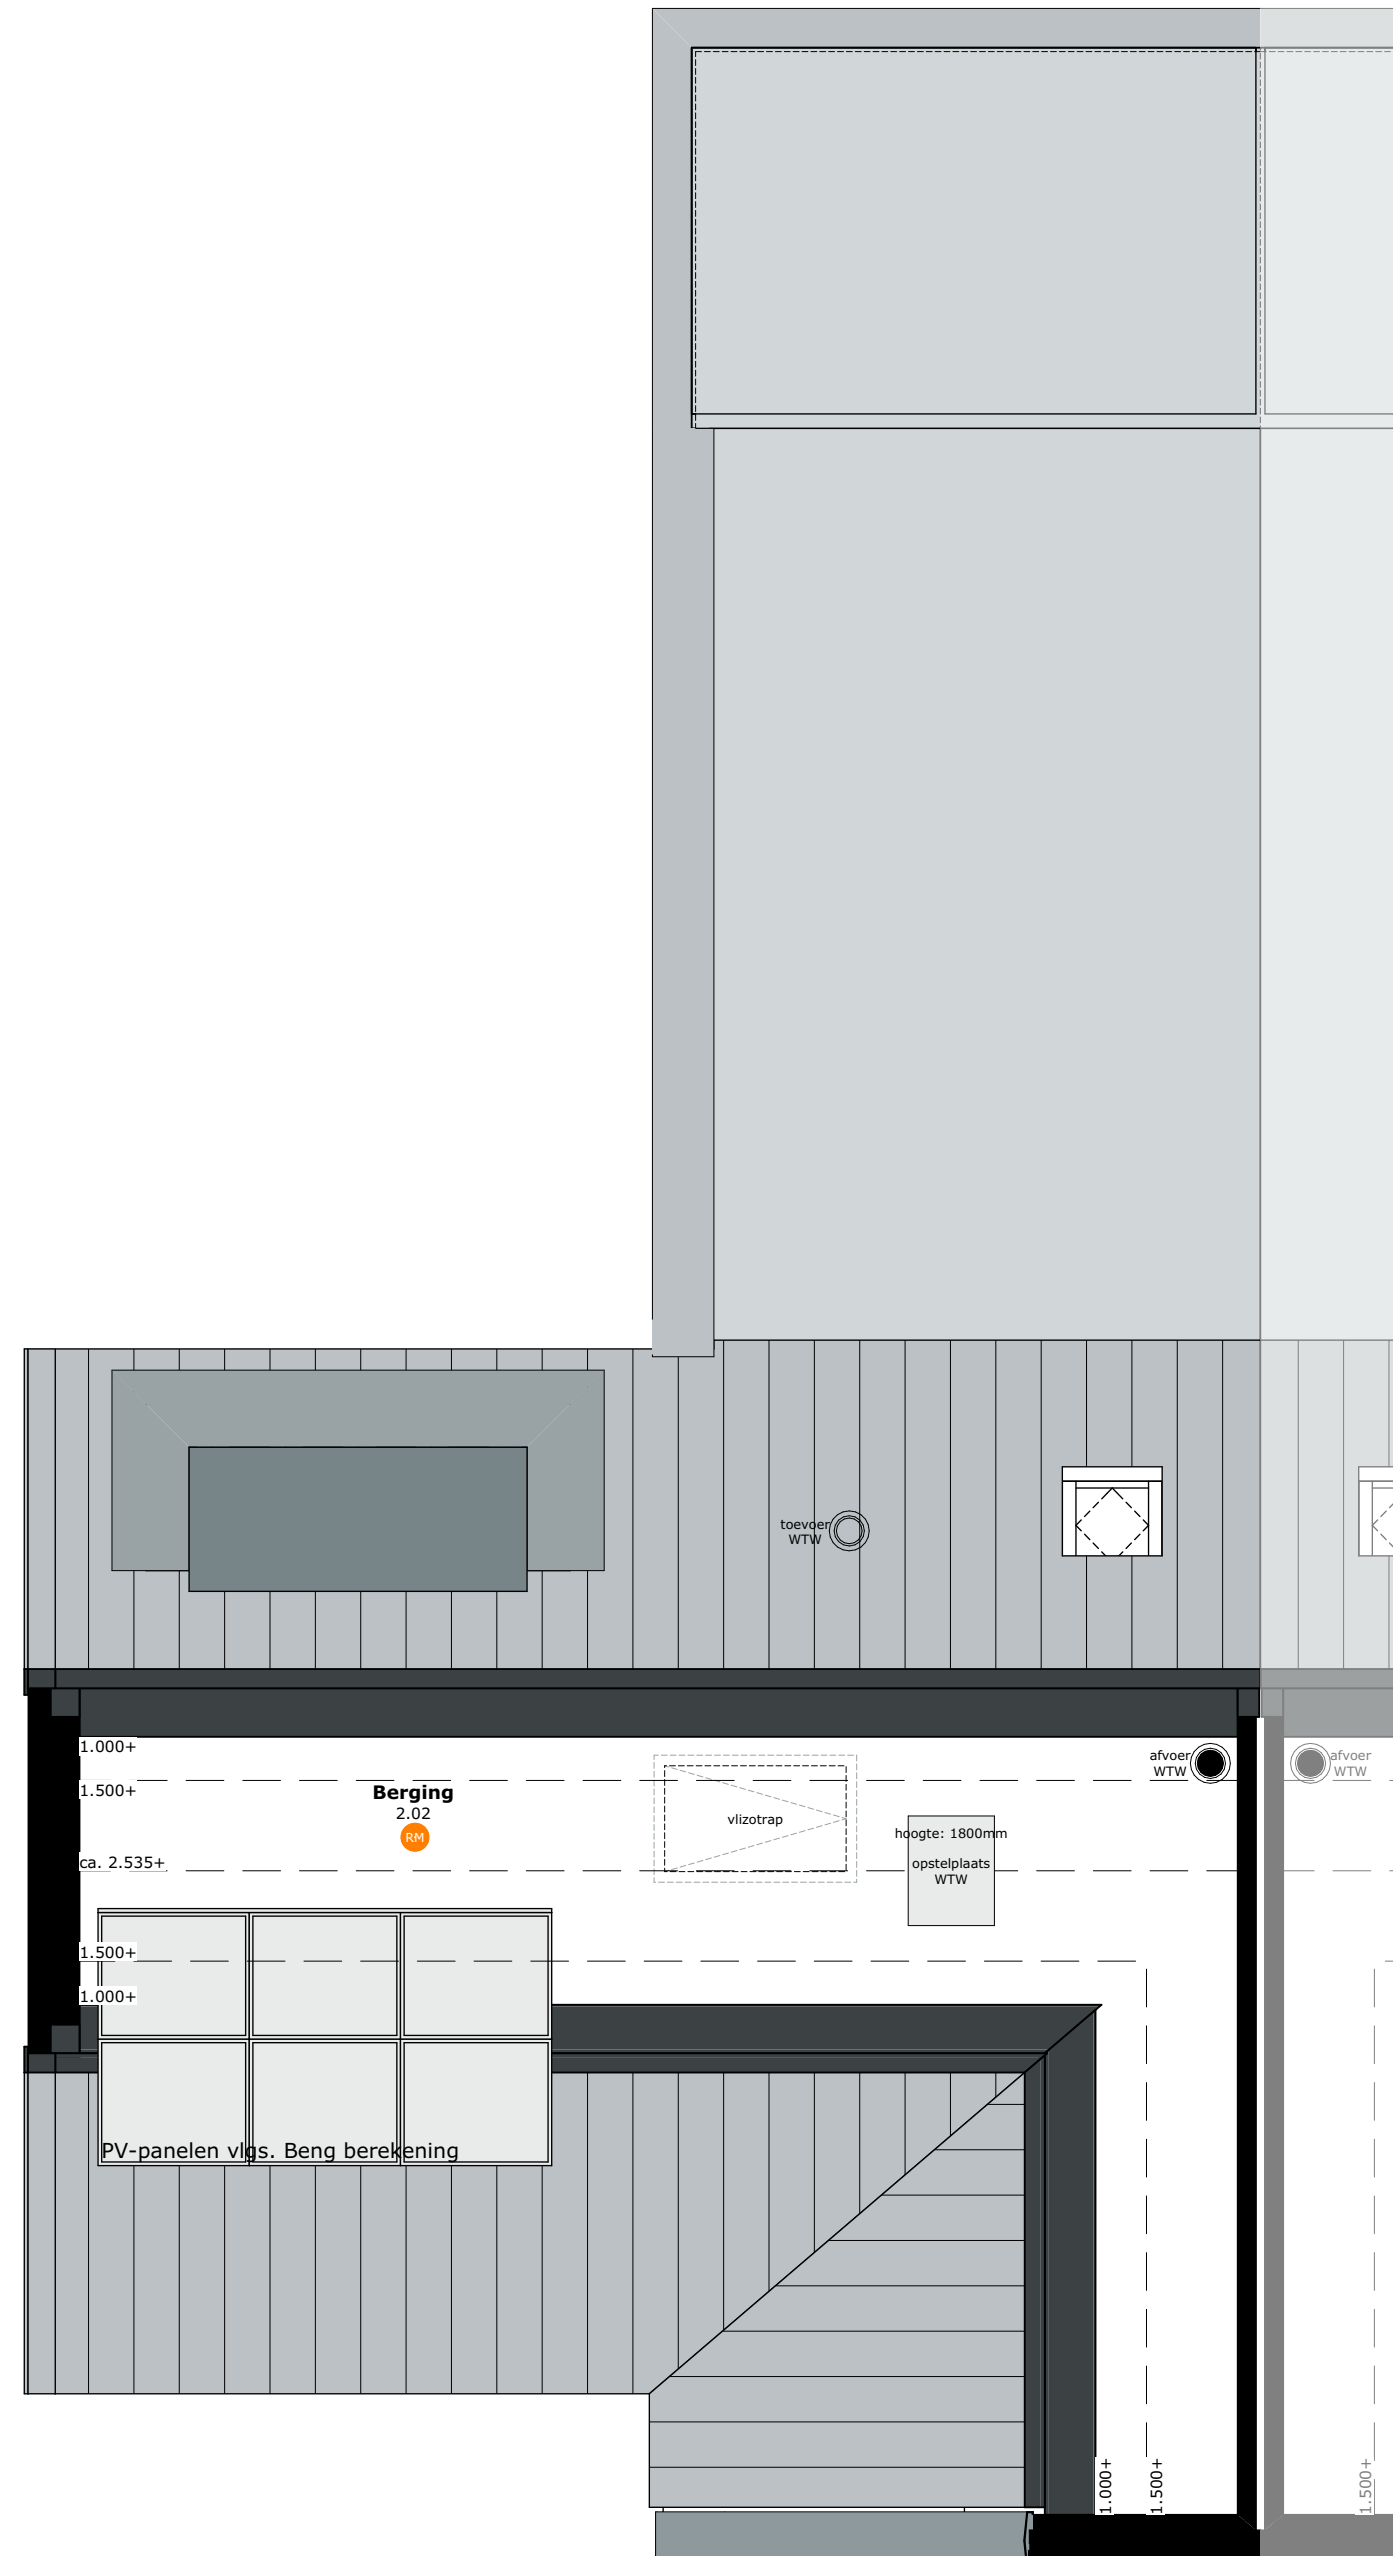 toevoer
WTW
1.000+
afvoer
WTW
afvoer
WTW
1.500+
Berging
2.02
RM
vlizotrap
hoogte: 1800mm
opstelplaats
WTW
ca. 2.535+
1.500+
1.000+
PV-panelen vlgs. Beng berekening
1.000+
1.500+
1.500+